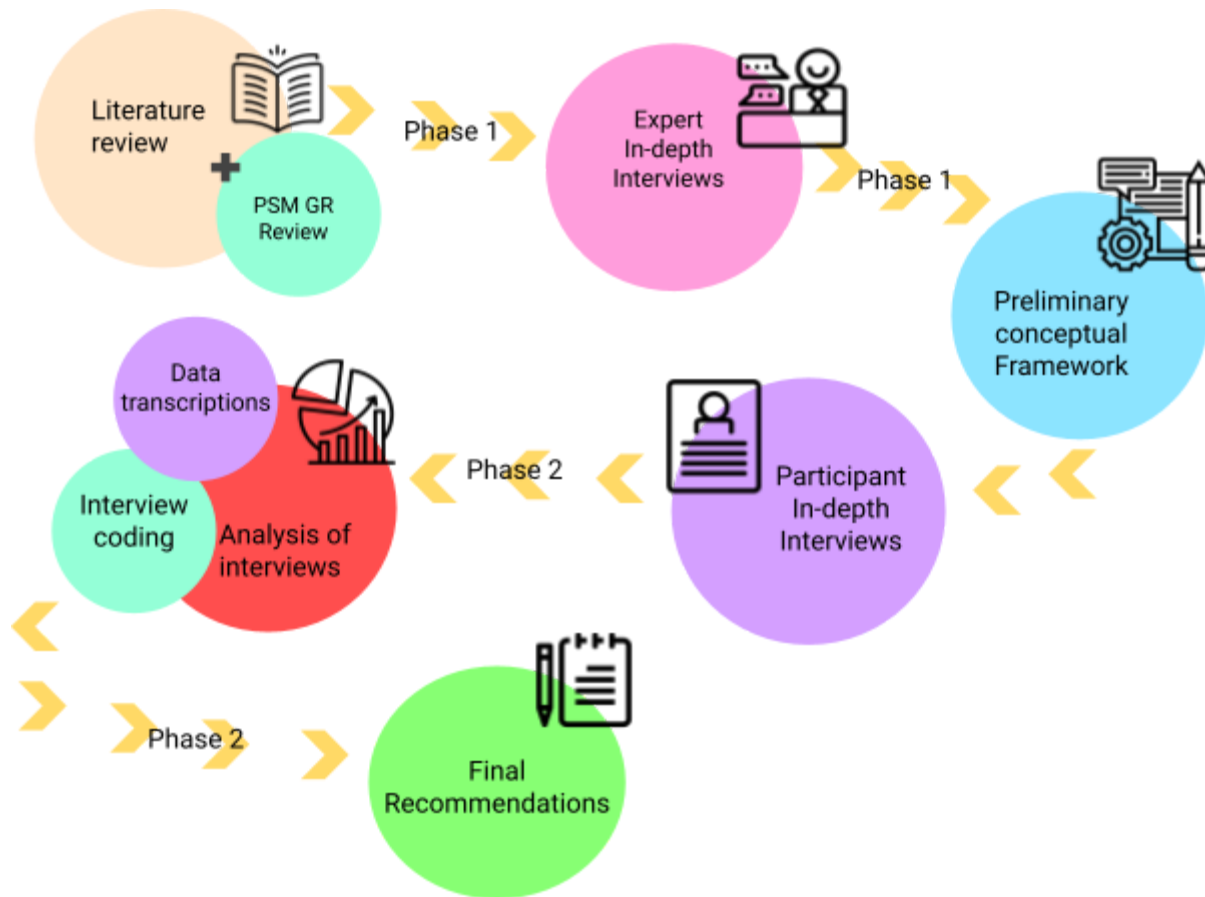 Literature
review
PSM GR
Review
Phase 1
Expert
In-depth
Interviews
Phase 1
Preliminary
conceptual
Framework
Participant
In-depth
Interviews
Phase 2
Data
transcriptions
Interview
coding
Analysis of
interviews
Phase 2
Final
Recommendations